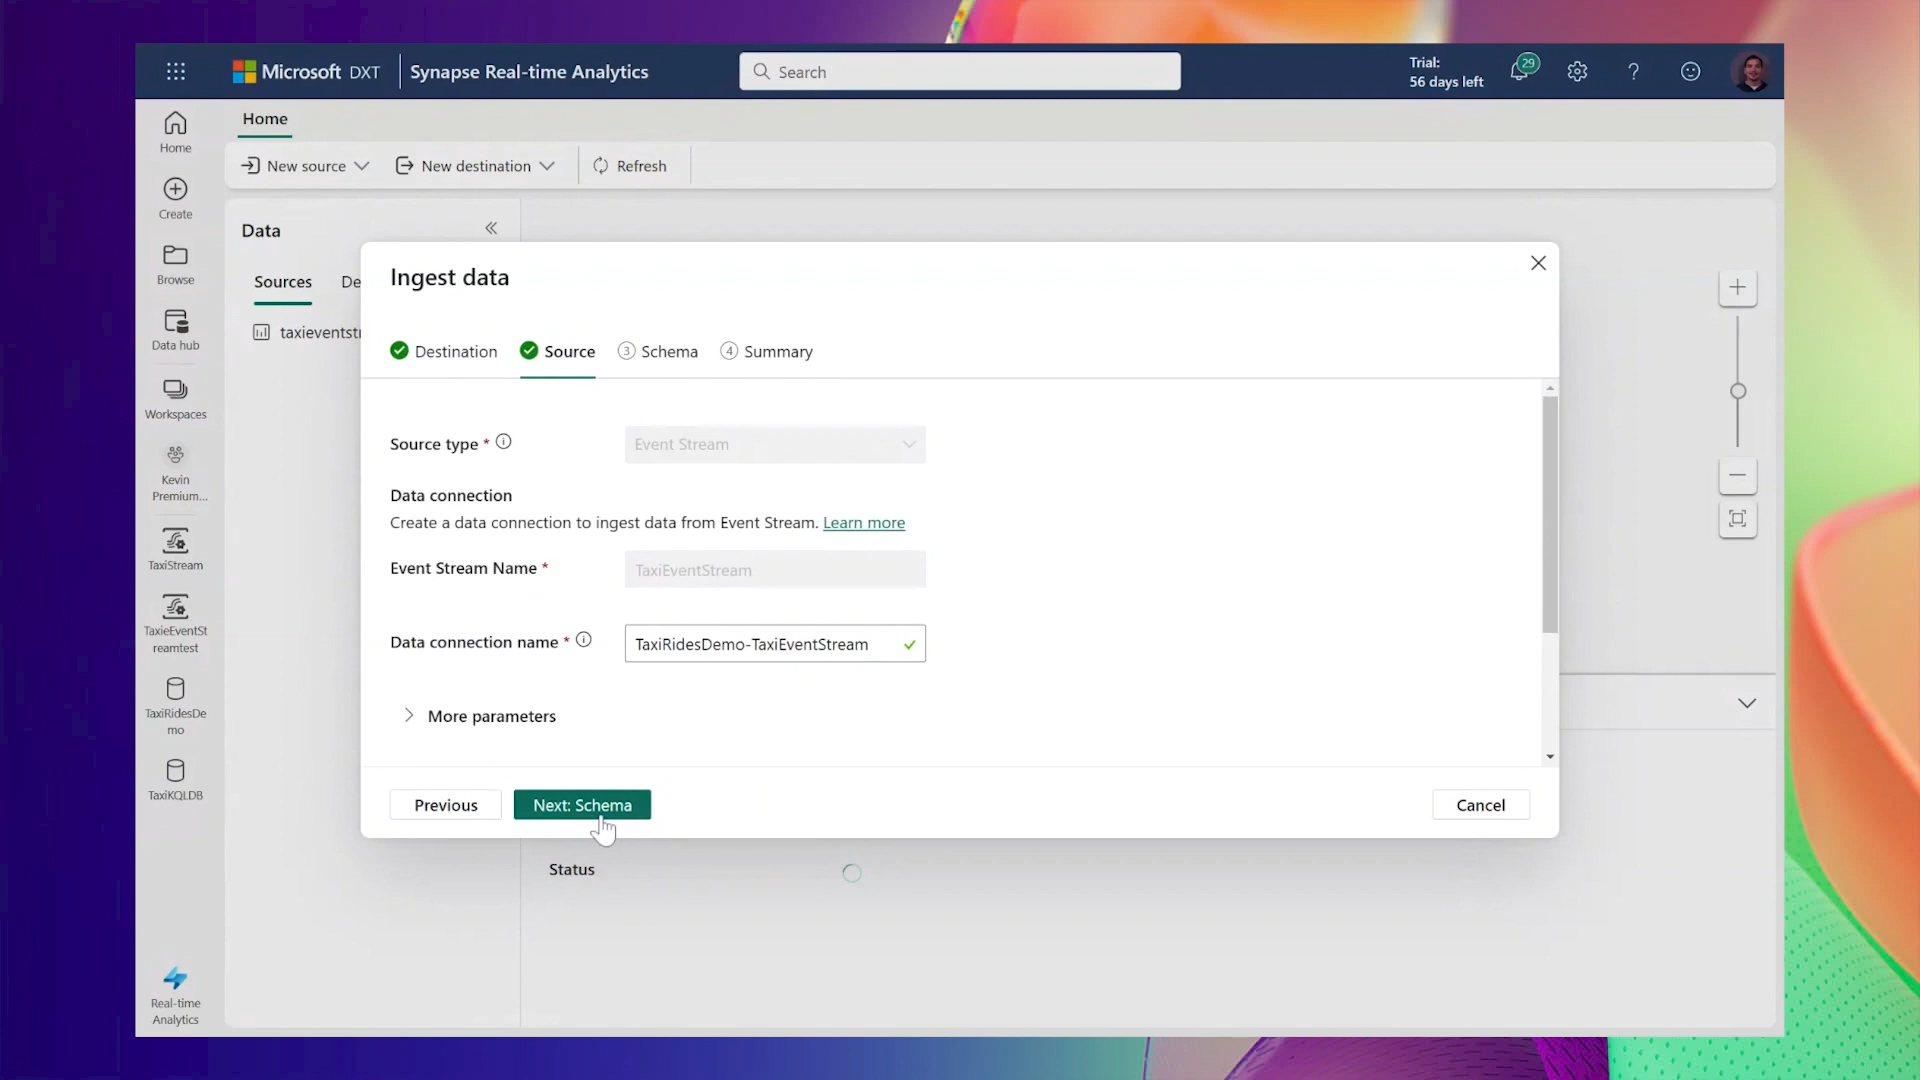 Microsoft DXT
Synapse Real-time Analytics
Search
Trial:
56 days left
29
?
Home
Create
Browse
Data hub
Workspaces
Kevin
Premium...
TaxiStream
TaxieEventSt
reamtest
TaxiRidesDe
mo
TaxiKQLDB
Real-time
Analytics
Home
New source
New destination
Refresh
Data
Sources
De
taxieventstr
Ingest data
Destination
Source
3 Schema
4 Summary
Source type *
Event Stream
Data connection
Create a data connection to ingest data from Event Stream. Learn more
Event Stream Name *
TaxiEventStream
Data connection name *
TaxiRidesDemo-TaxiEventStream
More parameters
Previous
Next: Schema
Cancel
Status